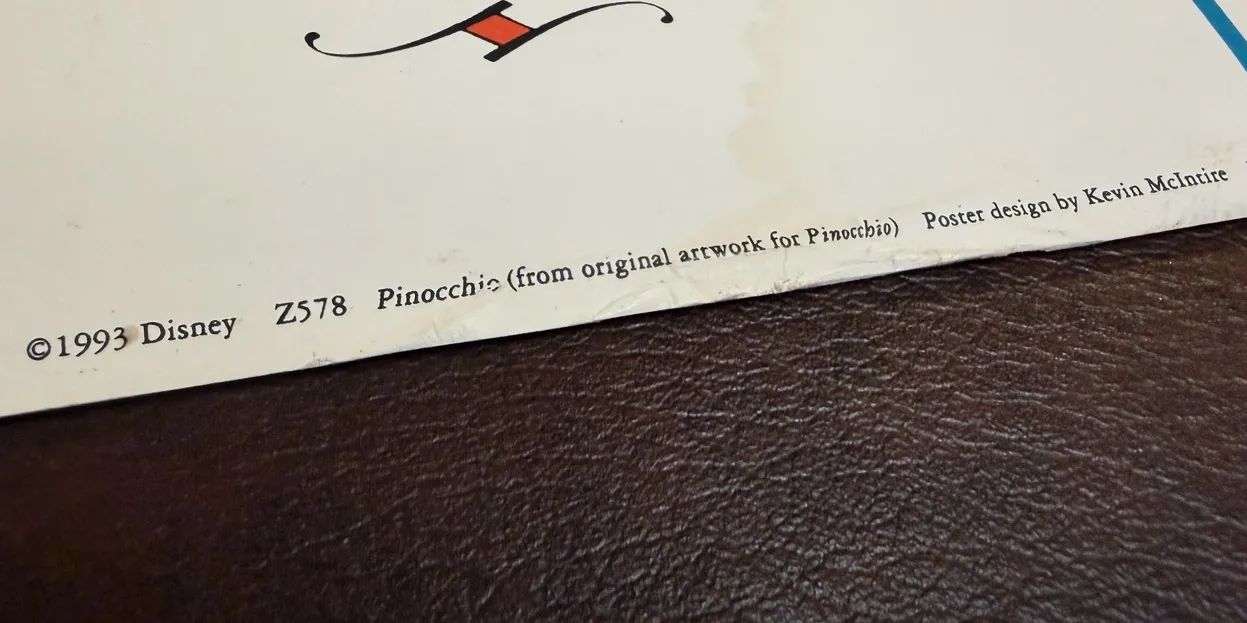 ©1993 Disney Z578 Pinocchio (from original artwork for Pinocchio) Poster design by Kevin McIntire